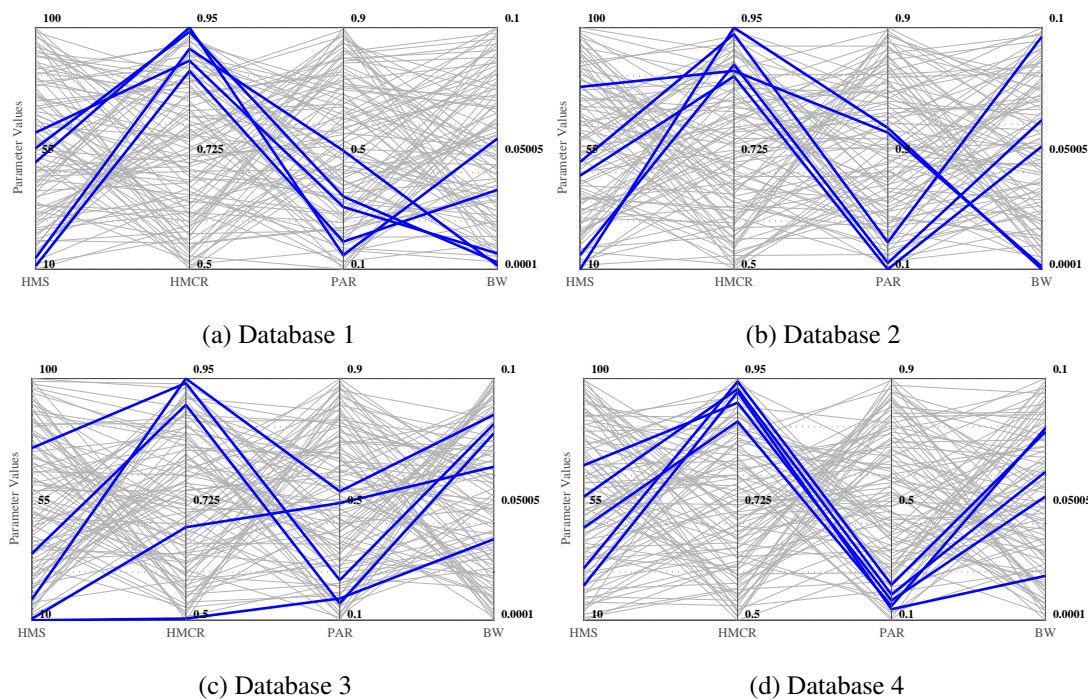 100 0.95 0.9 0.1
Parameter Values
55 0.725 0.5 0.05005
10 0.5 0.1 0.0001
HMS HMCR PAR BW
(a) Database 1
100 0.95 0.9 0.1
Parameter Values
55 0.725 0.5 0.05005
10 0.5 0.1 0.0001
HMS HMCR PAR BW
(b) Database 2
100 0.95 0.9 0.1
Parameter Values
55 0.725 0.5 0.05005
10 0.5 0.1 0.0001
HMS HMCR PAR BW
(c) Database 3
100 0.95 0.9 0.1
Parameter Values
55 0.725 0.5 0.05005
10 0.5 0.1 0.0001
HMS HMCR PAR BW
(d) Database 4